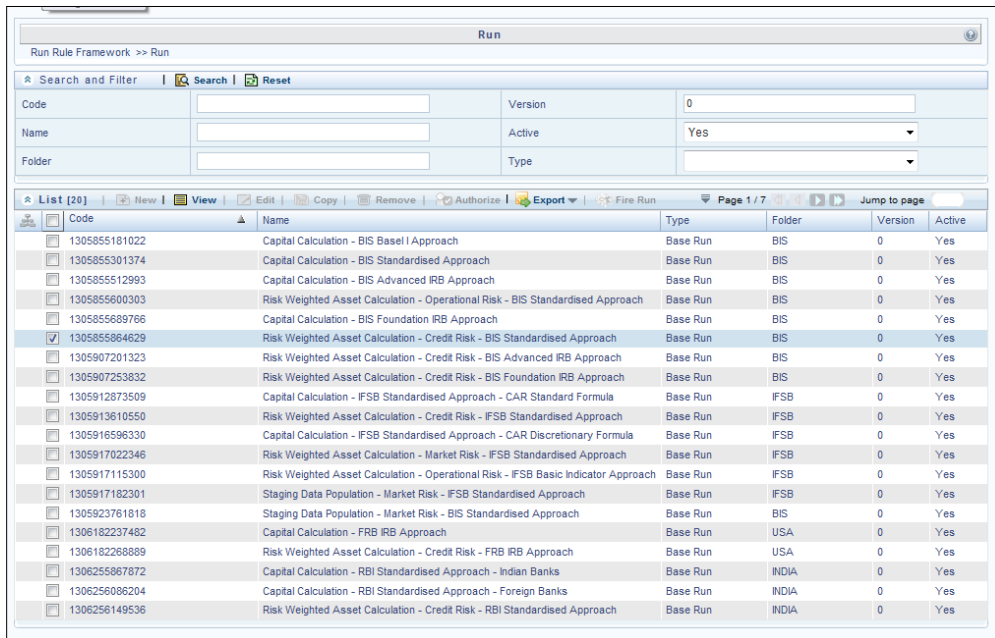 Run
Run Rule Framework >> Run
Search and Filter | Search | Reset
Code Version 0
Name Active Yes
Folder Type
List [20] | New | View | Edit | Copy | Remove | Authorize | Export | Fire Run Page 1 / 7 Jump to page
Code Name Type Folder Version Active
1305855181022 Capital Calculation - BIS Basel I Approach Base Run BIS 0 Yes
1305855301374 Capital Calculation - BIS Standardised Approach Base Run BIS 0 Yes
1305855512993 Capital Calculation - BIS Advanced IRB Approach Base Run BIS 0 Yes
1305855600303 Risk Weighted Asset Calculation - Operational Risk - BIS Standardised Approach Base Run BIS 0 Yes
1305855689766 Capital Calculation - BIS Foundation IRB Approach Base Run BIS 0 Yes
1305855864629 Risk Weighted Asset Calculation - Credit Risk - BIS Standardised Approach Base Run BIS 0 Yes
1305907201323 Risk Weighted Asset Calculation - Credit Risk - BIS Advanced IRB Approach Base Run BIS 0 Yes
1305907253832 Risk Weighted Asset Calculation - Credit Risk - BIS Foundation IRB Approach Base Run BIS 0 Yes
1305912873509 Capital Calculation - IFSB Standardised Approach - CAR Standard Formula Base Run IFSB 0 Yes
1305913610550 Risk Weighted Asset Calculation - Credit Risk - IFSB Standardised Approach Base Run IFSB 0 Yes
1305916596330 Capital Calculation - IFSB Standardised Approach - CAR Discretionary Formula Base Run IFSB 0 Yes
1305917022346 Risk Weighted Asset Calculation - Market Risk - IFSB Standardised Approach Base Run IFSB 0 Yes
1305917115300 Risk Weighted Asset Calculation - Operational Risk - IFSB Basic Indicator Approach Base Run IFSB 0 Yes
1305917182301 Staging Data Population - Market Risk - IFSB Standardised Approach Base Run IFSB 0 Yes
1305923761818 Staging Data Population - Market Risk - BIS Standardised Approach Base Run BIS 0 Yes
1306182237482 Capital Calculation - FRB IRB Approach Base Run USA 0 Yes
1306182268889 Risk Weighted Asset Calculation - Credit Risk - FRB IRB Approach Base Run USA 0 Yes
1306255867872 Capital Calculation - RBI Standardised Approach - Indian Banks Base Run INDIA 0 Yes
1306256086204 Capital Calculation - RBI Standardised Approach - Foreign Banks Base Run INDIA 0 Yes
1306256149536 Risk Weighted Asset Calculation - Credit Risk - RBI Standardised Approach Base Run INDIA 0 Yes